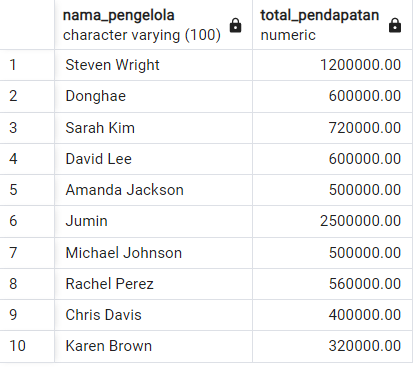 nama_pengelola total_pendapatan
character varying (100) numeric
1 Steven Wright 1200000.00
2 Donghae 600000.00
3 Sarah Kim 720000.00
4 David Lee 600000.00
5 Amanda Jackson 500000.00
6 Jumin 2500000.00
7 Michael Johnson 500000.00
8 Rachel Perez 560000.00
9 Chris Davis 400000.00
10 Karen Brown 320000.00